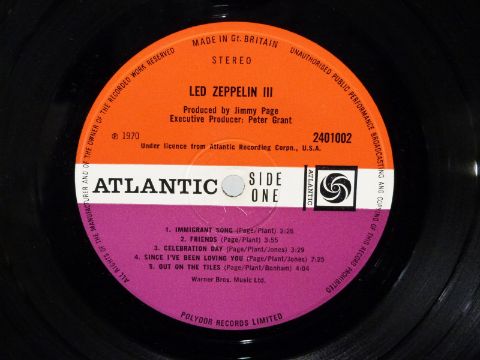 MADE IN Gt. BRITAIN
STEREO
LED ZEPPELIN III
Produced by Jimmy Page
Executive Producer: Peter Grant
℗ 1970
2401002
Under licence from Atlantic Recording Corpn., U.S.A.
ATLANTIC
SIDE
ONE
ATLANTIC
1. IMMIGRANT SONG (Page/Plant) 2:25
2. FRIENDS (Page/Plant) 3:55
3. CELEBRATION DAY (Page/Plant/Jones) 3:29
4. SINCE I'VE BEEN LOVING YOU (Page/Plant/Jones) 7:25
5. OUT ON THE TILES (Page/Plant/Bonham) 4:04
Warner Bros. Music Ltd.
POLYDOR RECORDS LIMITED
ALL RIGHTS THE MANUFACTURER AND OF THE OWNER OF THE RECORDED WORK RESERVED
UNAUTHORISED PUBLIC PERFORMANCE BROADCASTING AND COPYING OF THIS RECORD PROHIBITED